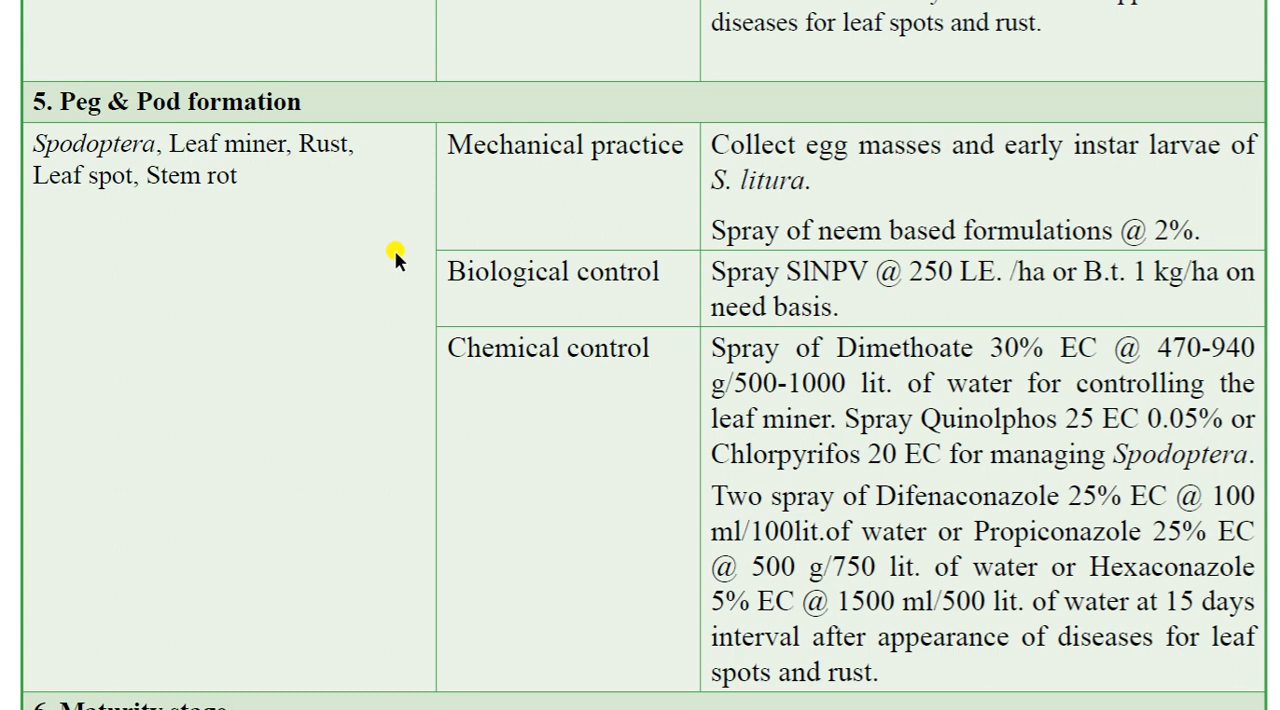 diseases for leaf spots and rust.
5. Peg & Pod formation
Spodoptera, Leaf miner, Rust,
Leaf spot, Stem rot
Mechanical practice
Collect egg masses and early instar larvae of
S. litura.
Spray of neem based formulations @ 2%.
Biological control
Spray SlNPV @ 250 LE. /ha or B.t. 1 kg/ha on
need basis.
Chemical control
Spray of Dimethoate 30% EC @ 470-940
g/500-1000 lit. of water for controlling the
leaf miner. Spray Quinolphos 25 EC 0.05% or
Chlorpyrifos 20 EC for managing Spodoptera.
Two spray of Difenaconazole 25% EC @ 100
ml/100lit.of water or Propiconazole 25% EC
@ 500 g/750 lit. of water or Hexaconazole
5% EC @ 1500 ml/500 lit. of water at 15 days
interval after appearance of diseases for leaf
spots and rust.
6. Maturity stage